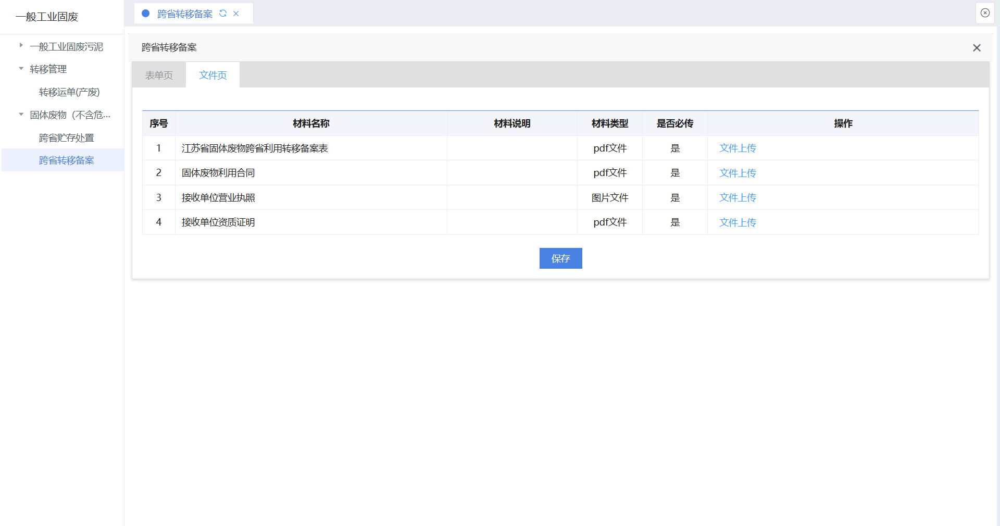 一般工业固废
一般工业固废污泥
转移管理
转移运单(产废)
固体废物（不含危...
跨省贮存处置
跨省转移备案
跨省转移备案
跨省转移备案
表单页 文件页
序号 材料名称 材料说明 材料类型 是否必传 操作
1 江苏省固体废物跨省利用转移备案表 pdf文件 是 文件上传
2 固体废物利用合同 pdf文件 是 文件上传
3 接收单位营业执照 图片文件 是 文件上传
4 接收单位资质证明 pdf文件 是 文件上传
保存